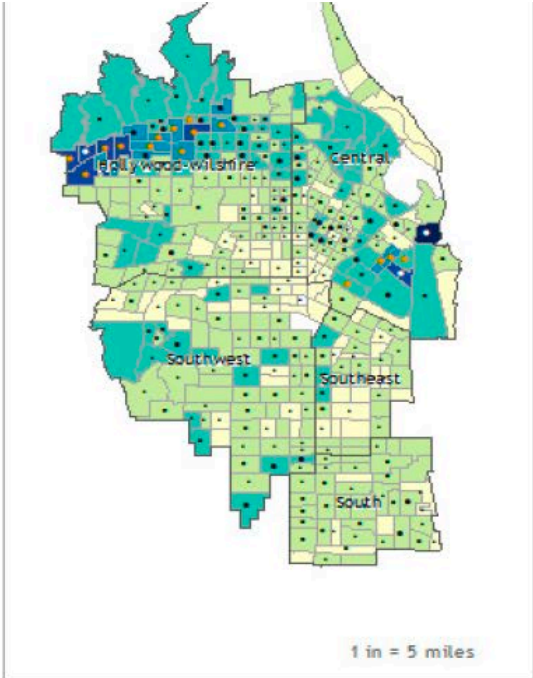 Hollywood-Wilshire
Central
Southwest
Southeast
South
1 in = 5 miles